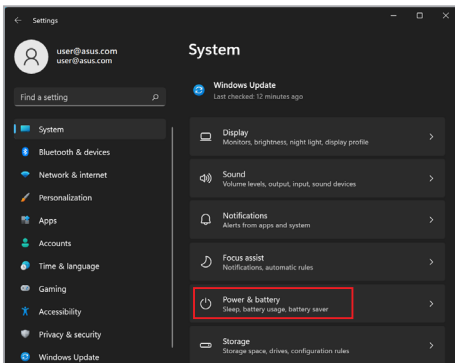 Settings
user@asus.com
user@asus.com
Find a setting
System
Bluetooth & devices
Network & internet
Personalization
Apps
Accounts
Time & language
Gaming
Accessibility
Privacy & security
Windows Update
System
Windows Update
Last checked: 12 minutes ago
Display
Monitors, brightness, night light, display profile
Sound
Volume levels, output, input, sound devices
Notifications
Alerts from apps and system
Focus assist
Notifications, automatic rules
Power & battery
Sleep, battery usage, battery saver
Storage
Storage space, drives, configuration rules